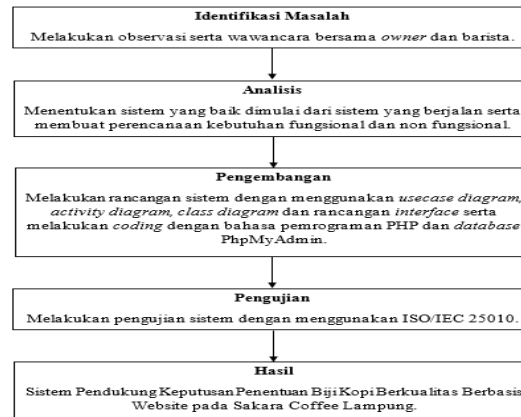 Identifikasi Masalah
Melakukan observasi serta wawancara bersama owner dan barista.
Analisis
Menentukan sistem yang baik dimulai dari sistem yang berjalan serta
membuat perencanaan kebutuhan fungsional dan non fungsional.
Pengembangan
Melakukan rancangan sistem dengan menggunakan usecase diagram,
activity diagram, class diagram dan rancangan interface serta
melakukan coding dengan bahasa pemrograman PHP dan database
PhpMyAdmin.
Pengujian
Melakukan pengujian sistem dengan menggunakan ISO/IEC 25010.
Hasil
Sistem Pendukung Keputusan Penentuan Biji Kopi Berkualitas Berbasis
Website pada Sakara Coffee Lampung.